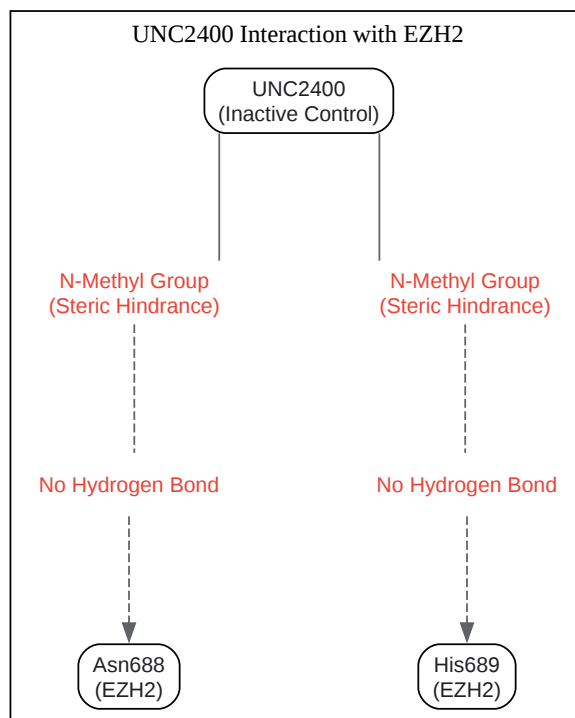 UNC2400 Interaction with EZH2
UNC2400
(Inactive Control)
N-Methyl Group
(Steric Hindrance)
N-Methyl Group
(Steric Hindrance)
No Hydrogen Bond
No Hydrogen Bond
Asn688
(EZH2)
His689
(EZH2)